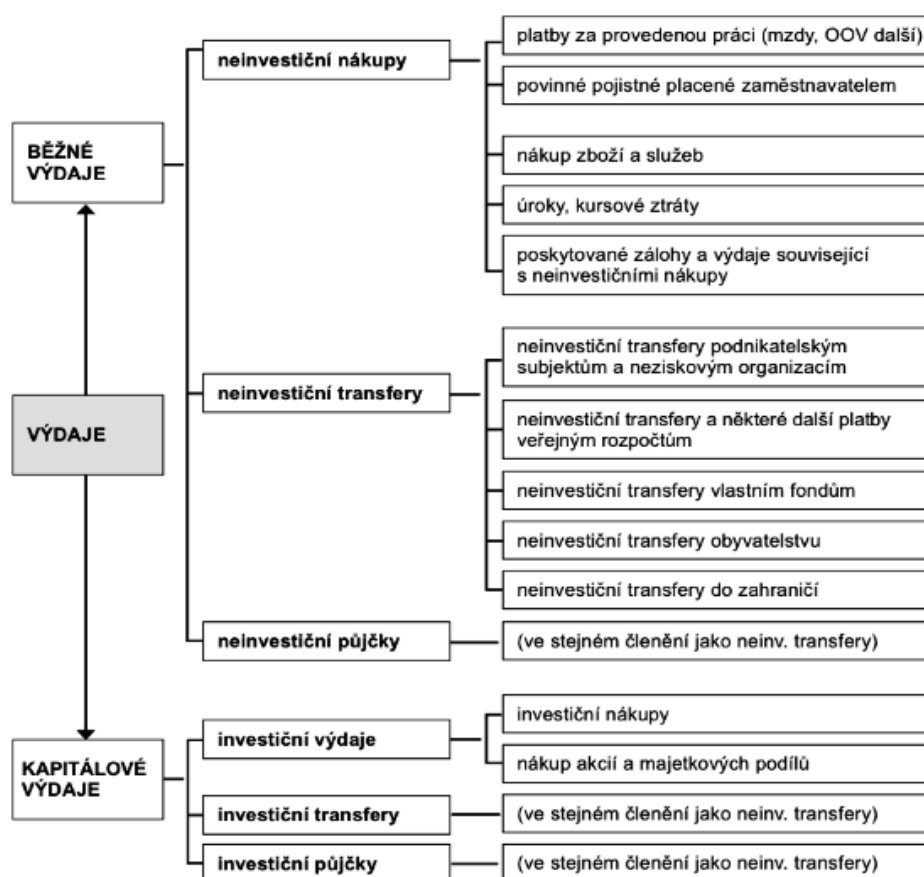 platby za provedenou práci (mzdy, OOV další)
neinvestiční nákupy
povinné pojistné placené zaměstnavatelem
BĚŽNÉ
VÝDAJE
nákup zboží a služeb
úroky, kursové ztráty
poskytované zálohy a výdaje související
s neinvestičními nákupy
neinvestiční transfery podnikatelským
subjektům a neziskovým organizacím
neinvestiční transfery
VÝDAJE
neinvestiční transfery a některé další platby
veřejným rozpočtům
neinvestiční transfery vlastním fondům
neinvestiční transfery obyvatelstvu
neinvestiční transfery do zahraničí
neinvestiční půjčky
(ve stejném členění jako neinv. transfery)
investiční nákupy
investiční výdaje
KAPITÁLOVÉ
VÝDAJE
nákup akcií a majetkových podílů
investiční transfery
(ve stejném členění jako neinv. transfery)
investiční půjčky
(ve stejném členění jako neinv. transfery)